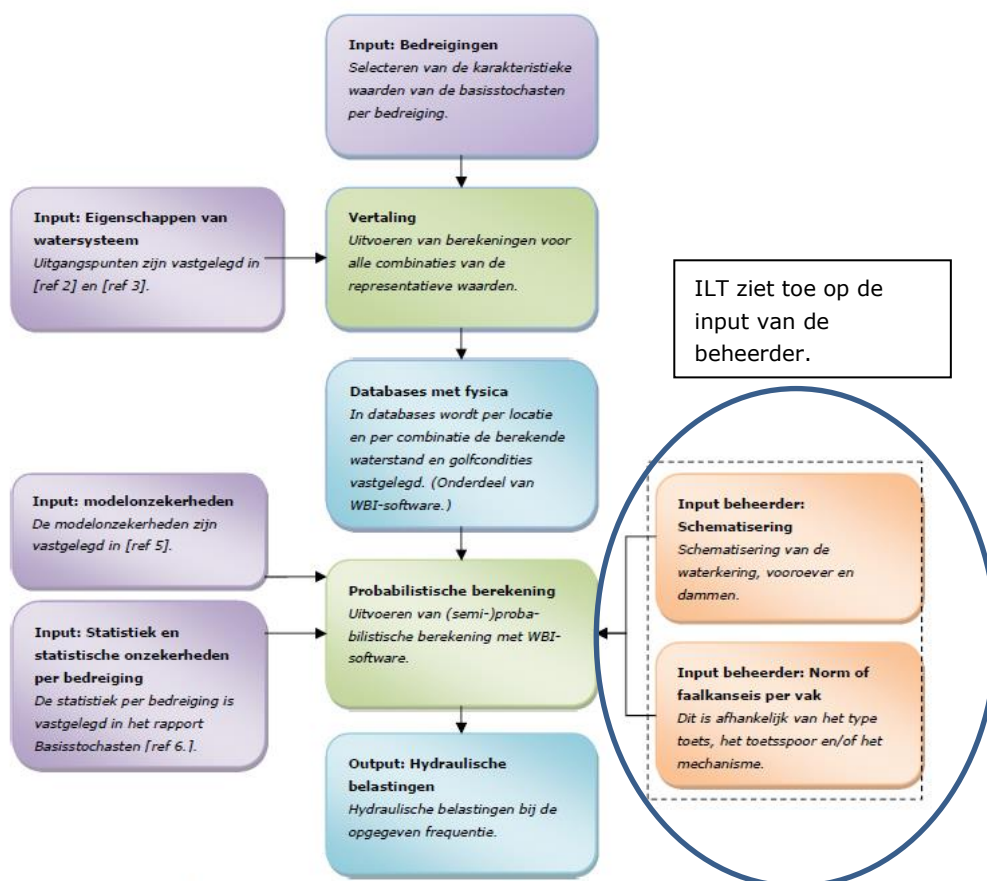 Input: Bedreigingen
Selecteren van de karakteristieke
waarden van de basisstochasten
per bedreiging.
Input: Eigenschappen van
watersysteem
Uitgangspunten zijn vastgelegd in
[ref 2] en [ref 3].
Vertaling
Uitvoeren van berekeningen voor
alle combinaties van de
representatieve waarden.
ILT ziet toe op de
input van de
beheerder.
Databases met fysica
In databases wordt per locatie
en per combinatie de berekende
waterstand en golfcondities
vastgelegd. (Onderdeel van
WBI-software.)
Input: modelonzekerheden
De modelonzekerheden zijn
vastgelegd in [ref 5].
Input beheerder:
Schematisering
Schematisering van de
waterkering, vooroever en
dammen.
Probabilistische berekening
Uitvoeren van (semi-)proba-
bilistische berekening met WBI-
software.
Input: Statistiek en
statistische onzekerheden
per bedreiging
De statistiek per bedreiging is
vastgelegd in het rapport
Basisstochasten [ref 6.].
Input beheerder: Norm of
faalkanseis per vak
Dit is afhankelijk van het type
toets, het toetsspoor en/of het
mechanisme.
Output: Hydraulische
belastingen
Hydraulische belastingen bij de
opgegeven frequentie.